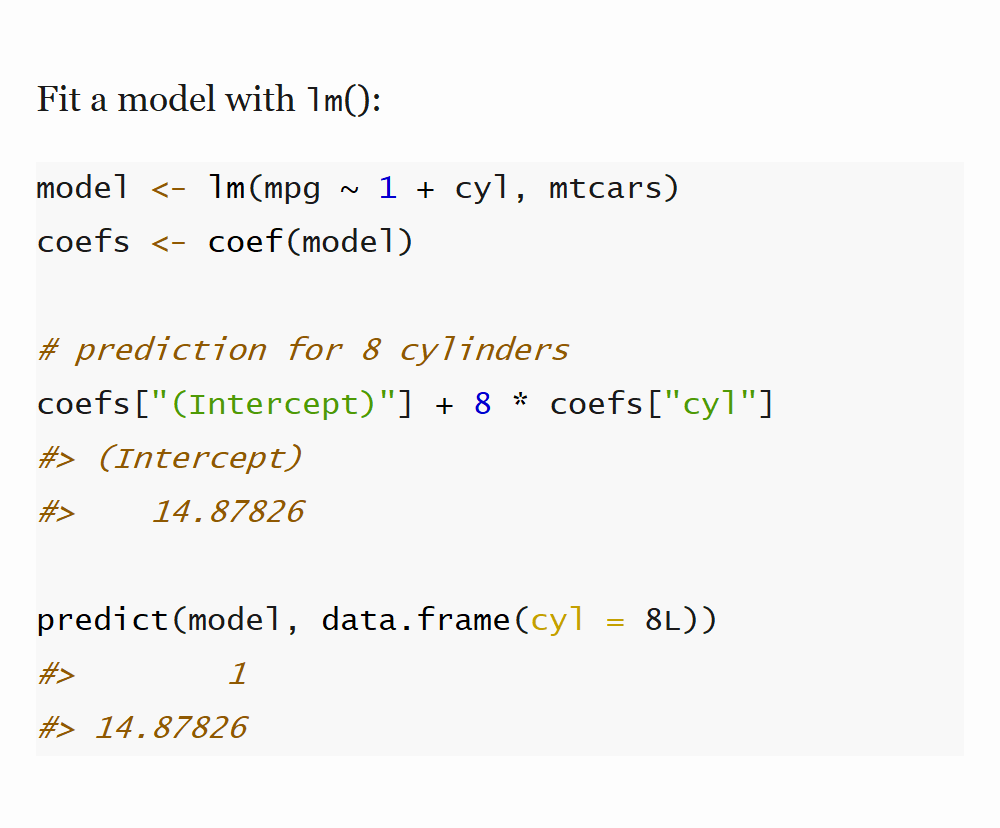 Fit a model with lm():
model <- lm(mpg ~ 1 + cyl, mtcars)
coefs <- coef(model)
# prediction for 8 cylinders
coefs["(Intercept)"] + 8 * coefs["cyl"]
#> (Intercept)
#>    14.87826
predict(model, data.frame(cyl = 8L))
#>        1
#> 14.87826